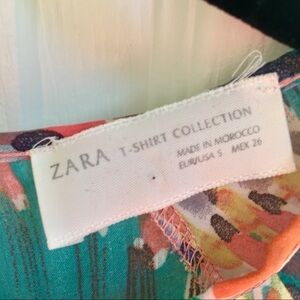 ZARA T-SHIRT COLLECTION
MADE IN MOROCCO
EUR/USA S MEX 26